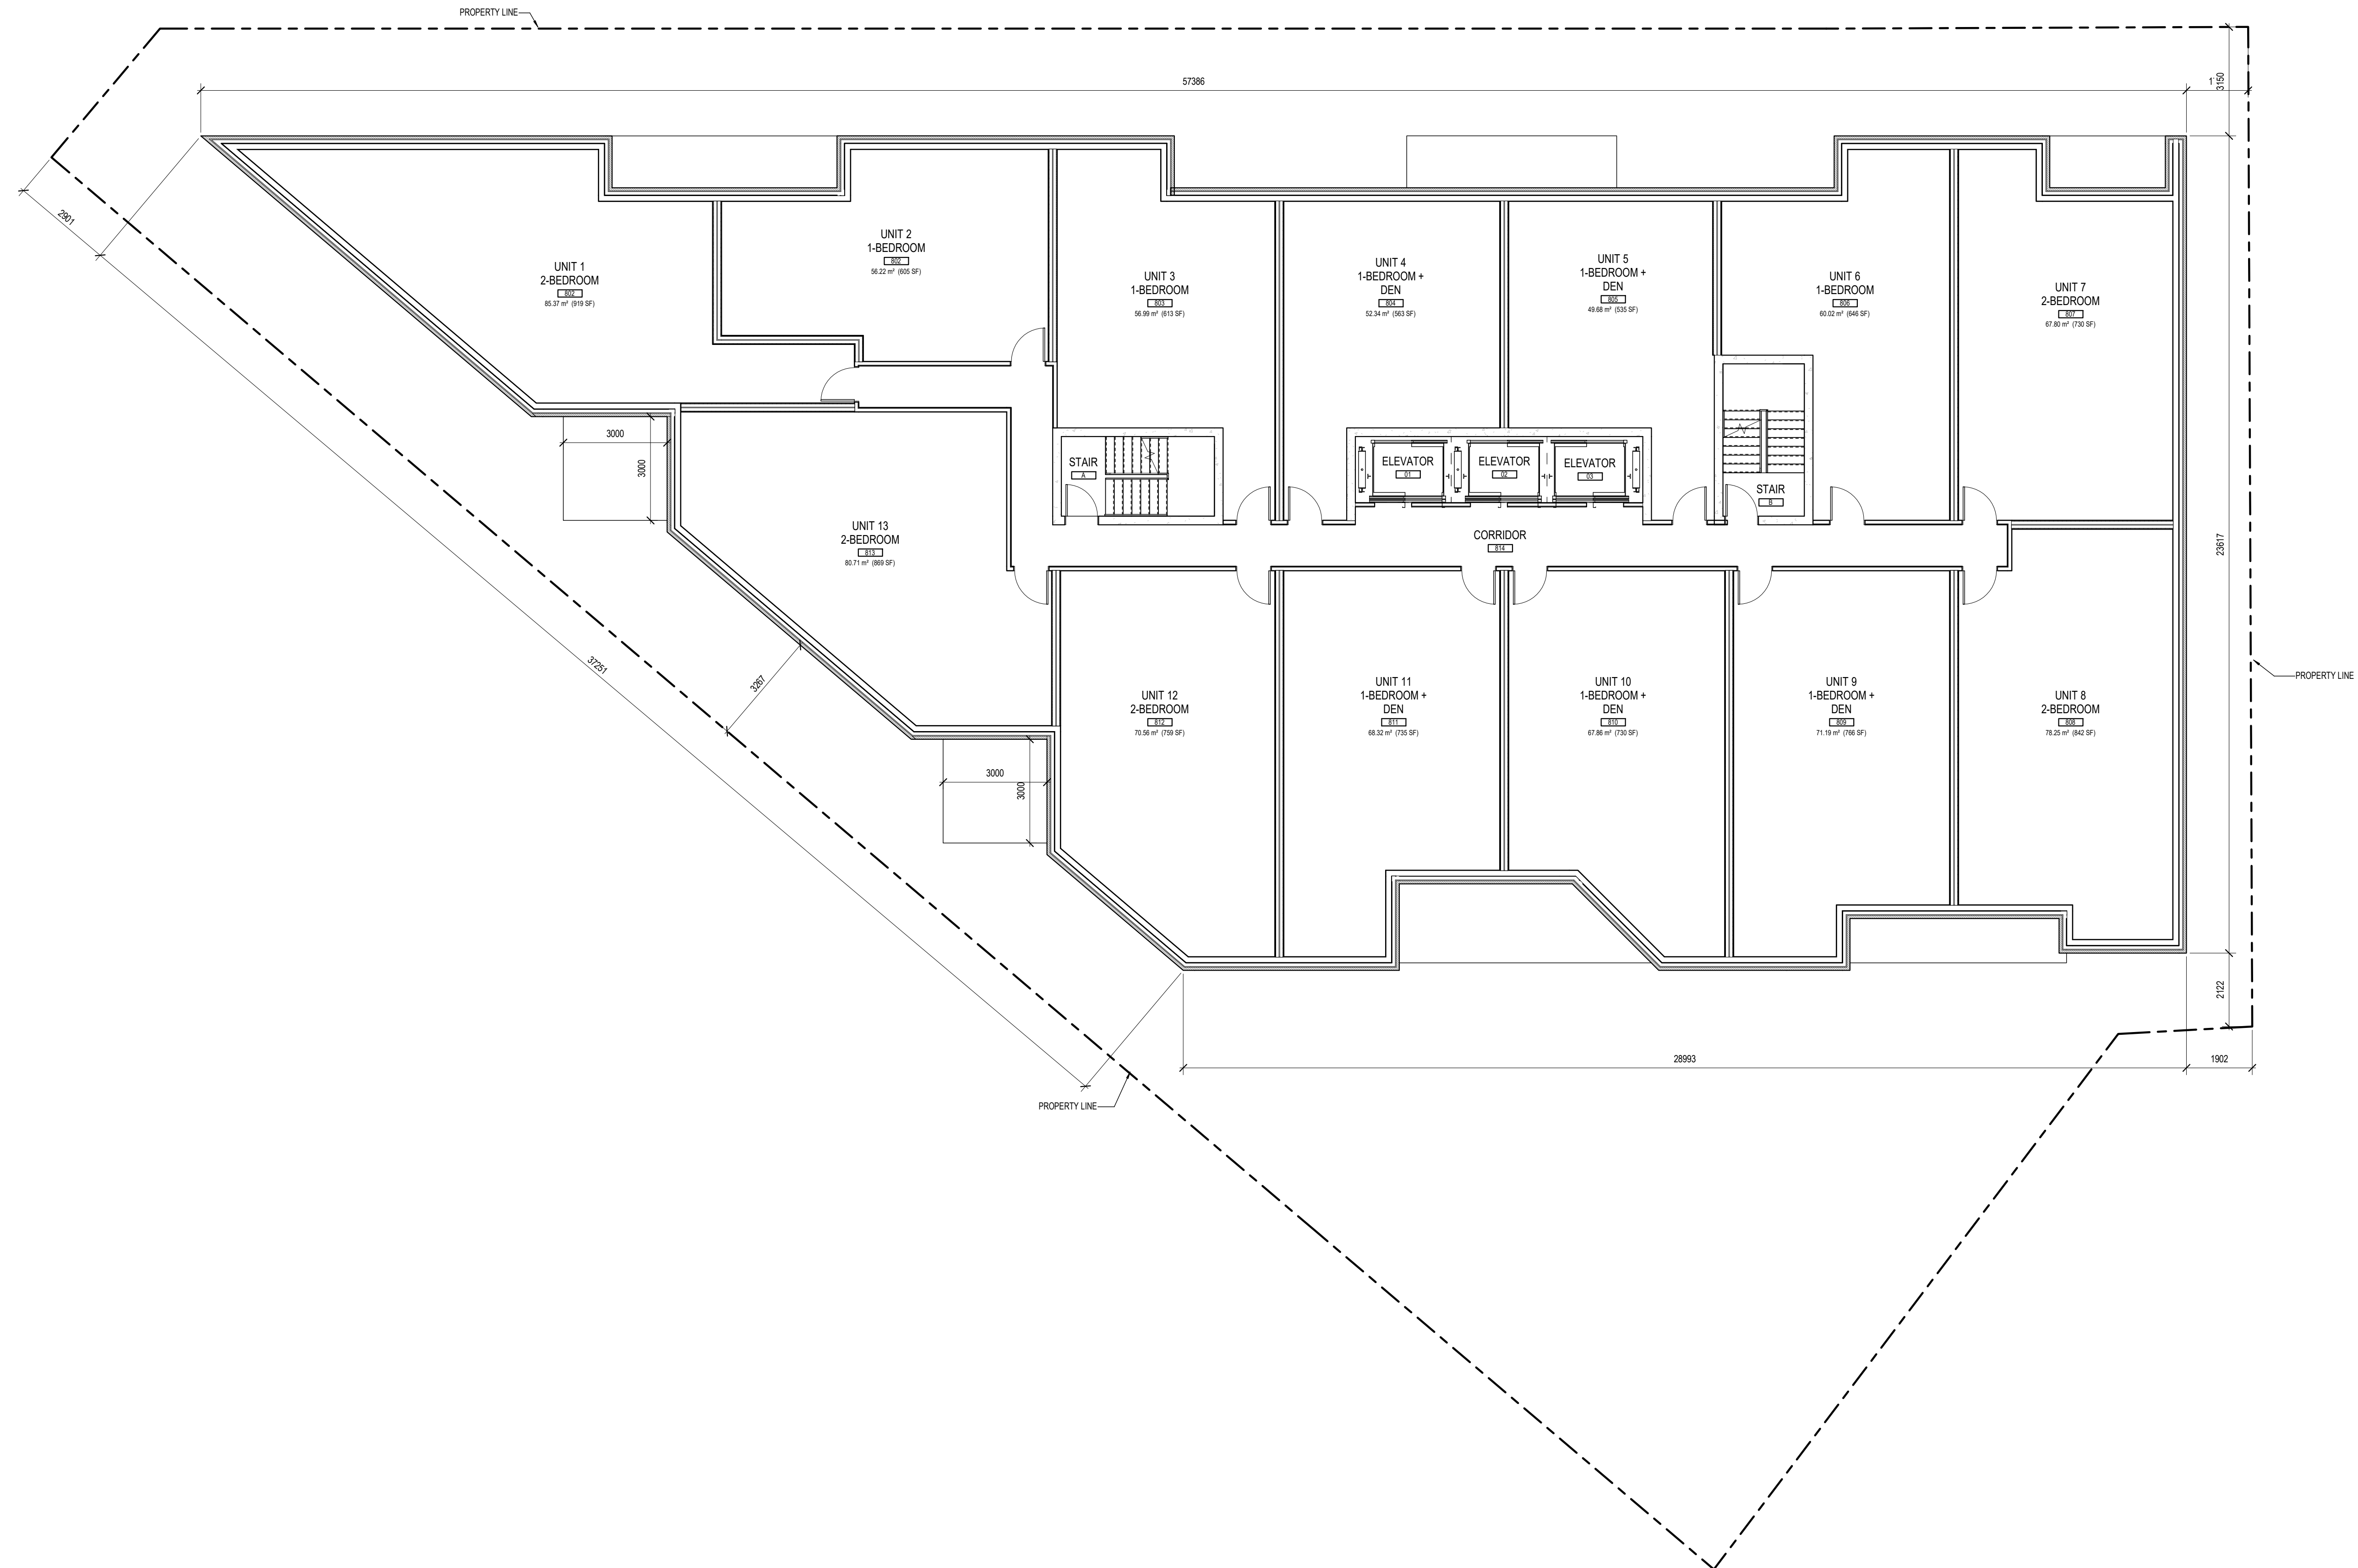 PROPERTY LINE
57386
3150
2901
UNIT 1
2-BEDROOM
802
85.37 m² (919 SF)
UNIT 2
1-BEDROOM
802
56.22 m² (605 SF)
UNIT 3
1-BEDROOM
803
56.99 m² (613 SF)
UNIT 4
1-BEDROOM +
DEN
804
52.34 m² (563 SF)
UNIT 5
1-BEDROOM +
DEN
805
49.68 m² (535 SF)
UNIT 6
1-BEDROOM
806
60.02 m² (646 SF)
UNIT 7
2-BEDROOM
807
67.80 m² (730 SF)
3000
3000
STAIR
A
ELEVATOR
01
ELEVATOR
02
ELEVATOR
03
STAIR
B
UNIT 13
2-BEDROOM
813
80.71 m² (869 SF)
CORRIDOR
814
23617
37251
3267
UNIT 12
2-BEDROOM
812
70.56 m² (759 SF)
UNIT 11
1-BEDROOM +
DEN
811
68.32 m² (735 SF)
UNIT 10
1-BEDROOM +
DEN
810
67.86 m² (730 SF)
UNIT 9
1-BEDROOM +
DEN
809
71.19 m² (766 SF)
UNIT 8
2-BEDROOM
808
78.25 m² (842 SF)
PROPERTY LINE
3000
3000
2122
28993
1902
PROPERTY LINE